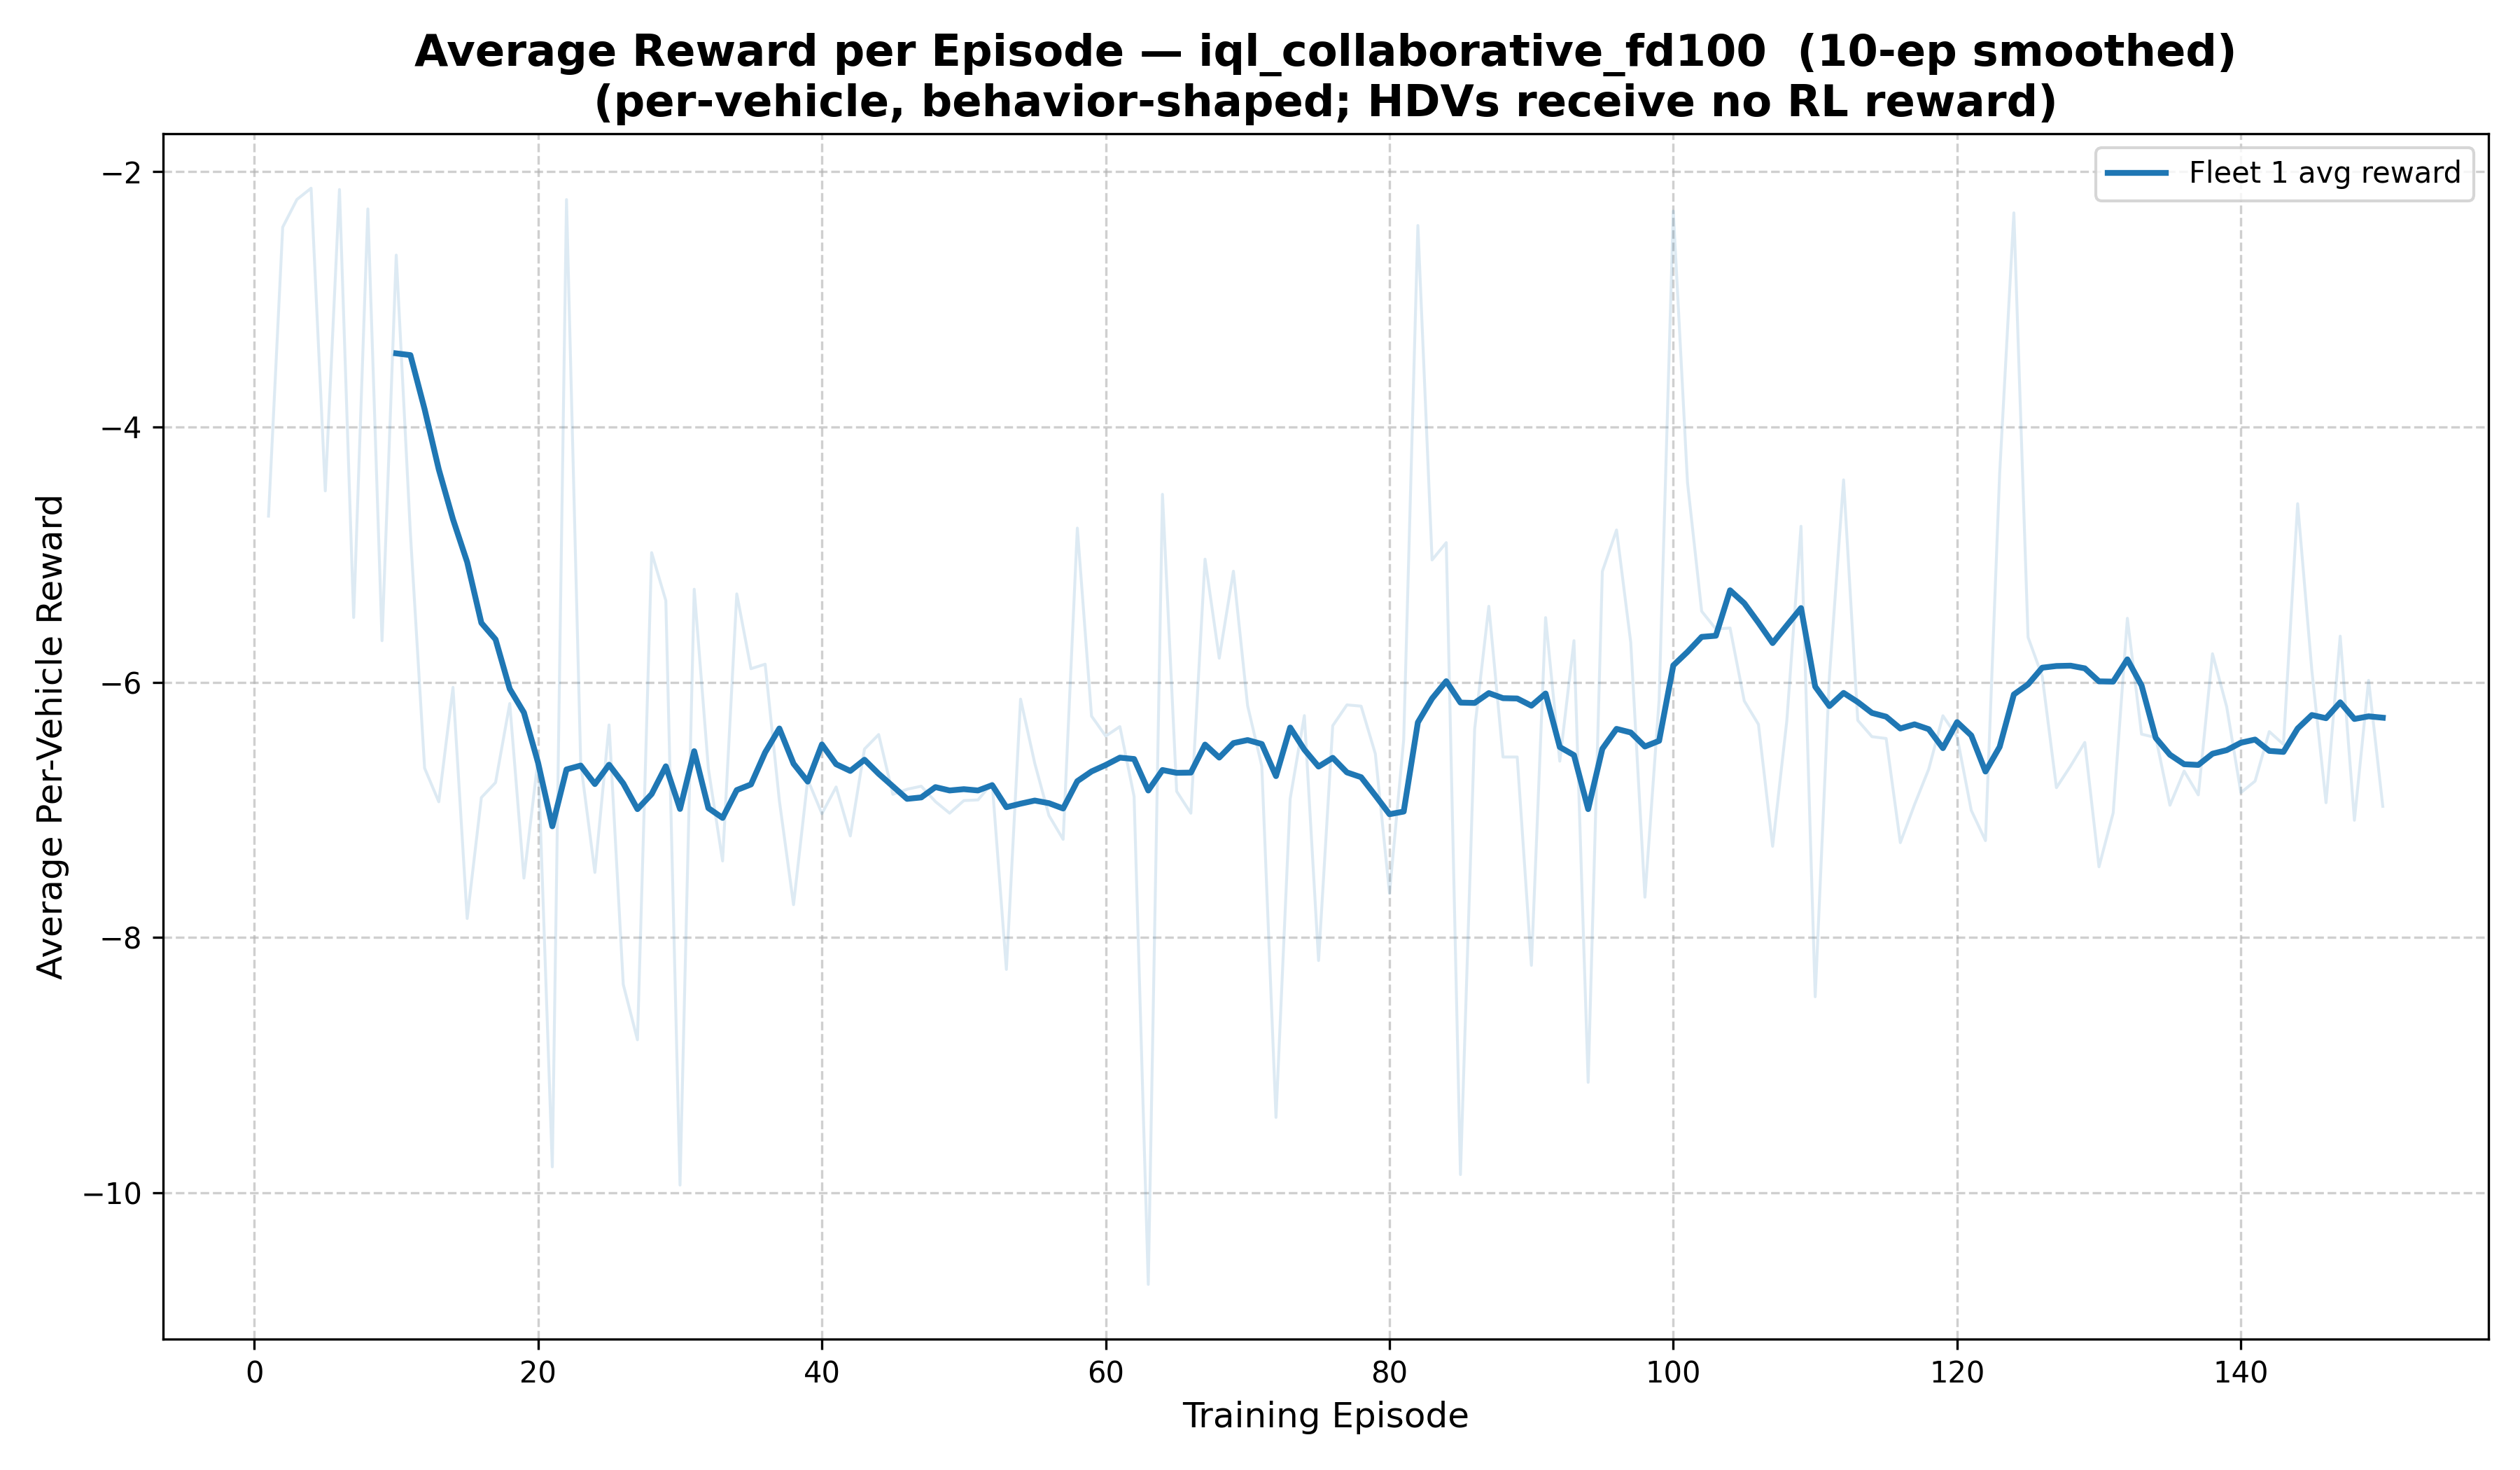 Average Reward per Episode — iql_collaborative_fd100 (10-ep smoothed)
(per-vehicle, behavior-shaped; HDVs receive no RL reward)
Fleet 1 avg reward
Average Per-Vehicle Reward
−2
−4
−6
−8
−10
0 20 40 60 80 100 120 140
Training Episode